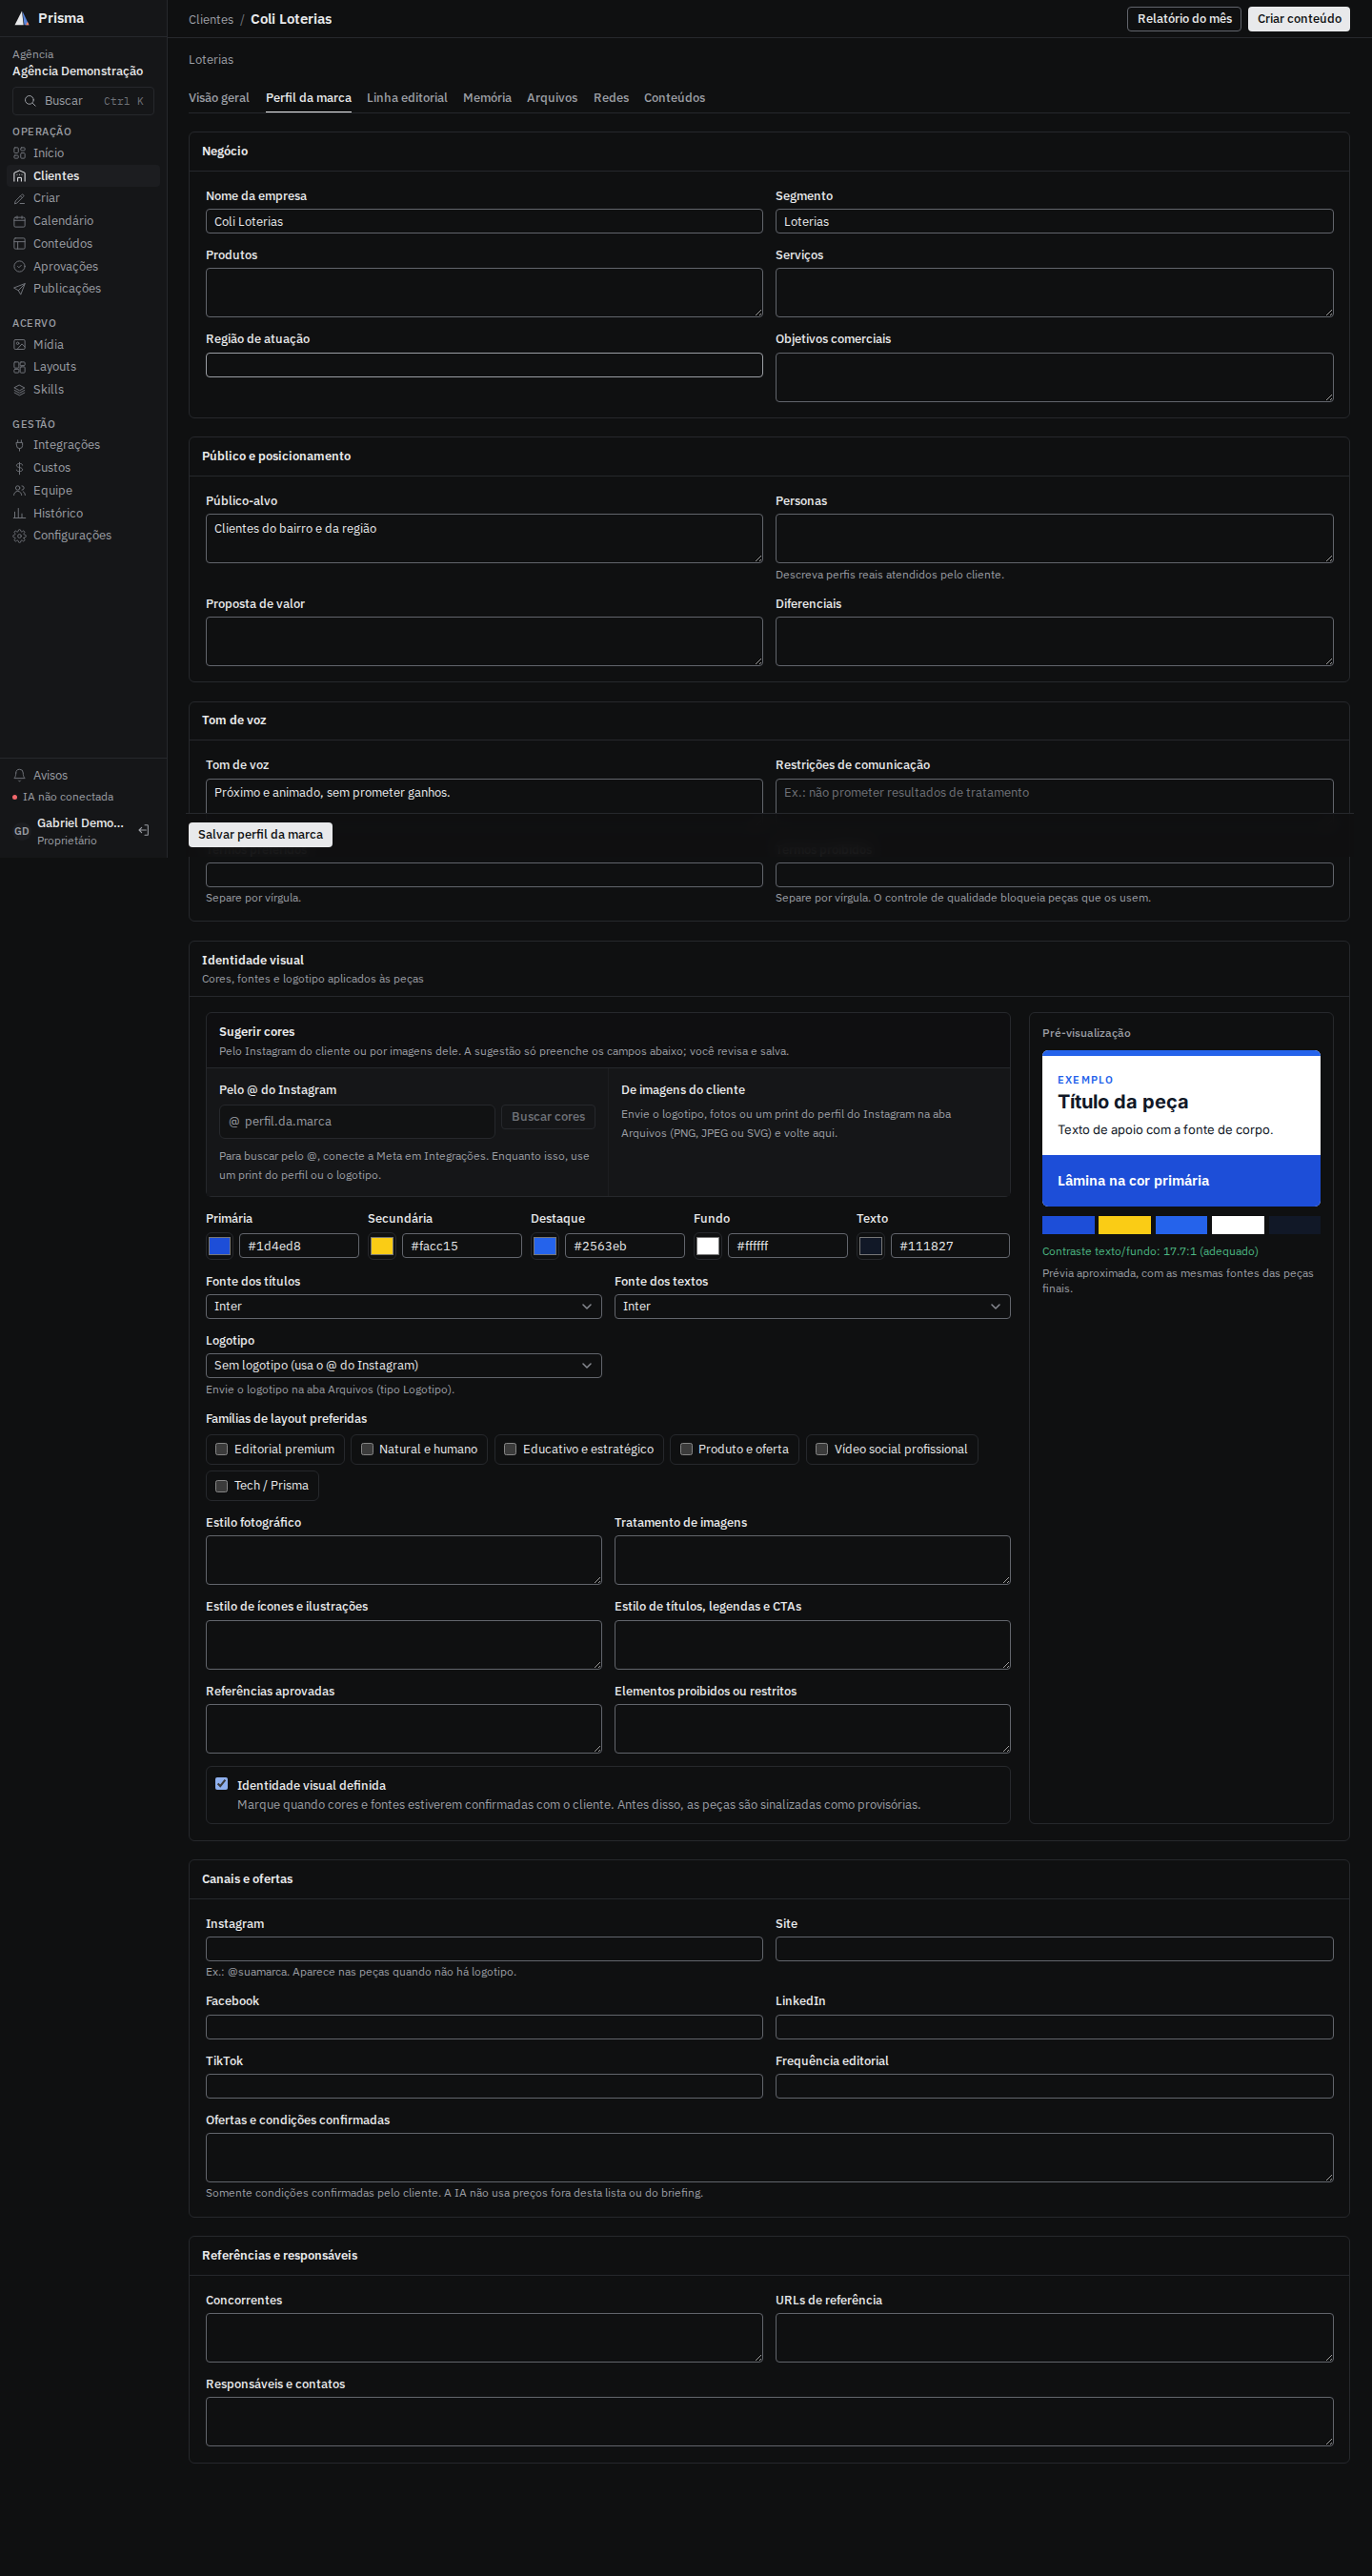 Prisma
Clientes / Coli Loterias
Relatório do mês
Criar conteúdo
Agência
Agência Demonstração
Buscar Ctrl K
OPERAÇÃO
Início
Clientes
Criar
Calendário
Conteúdos
Aprovações
Publicações
ACERVO
Mídia
Layouts
Skills
GESTÃO
Integrações
Custos
Equipe
Histórico
Configurações
Avisos
IA não conectada
GD
Gabriel Demo...
Proprietário
Loterias
Visão geral Perfil da marca Linha editorial Memória Arquivos Redes Conteúdos
Negócio
Nome da empresa
Coli Loterias
Segmento
Loterias
Produtos
Serviços
Região de atuação
Objetivos comerciais
Público e posicionamento
Público-alvo
Clientes do bairro e da região
Personas
Descreva perfis reais atendidos pelo cliente.
Proposta de valor
Diferenciais
Tom de voz
Tom de voz
Próximo e animado, sem prometer ganhos.
Restrições de comunicação
Ex.: não prometer resultados de tratamento
Salvar perfil da marca
Separe por vírgula.
Separe por vírgula. O controle de qualidade bloqueia peças que os usem.
Identidade visual
Cores, fontes e logotipo aplicados às peças
Sugerir cores
Pelo Instagram do cliente ou por imagens dele. A sugestão só preenche os campos abaixo; você revisa e salva.
Pelo @ do Instagram
@ perfil.da.marca
Buscar cores
Para buscar pelo @, conecte a Meta em Integrações. Enquanto isso, use
um print do perfil ou o logotipo.
De imagens do cliente
Envie o logotipo, fotos ou um print do perfil do Instagram na aba
Arquivos (PNG, JPEG ou SVG) e volte aqui.
Primária
#1d4ed8
Secundária
#facc15
Destaque
#2563eb
Fundo
#ffffff
Texto
#111827
Fonte dos títulos
Inter
Fonte dos textos
Inter
Logotipo
Sem logotipo (usa o @ do Instagram)
Envie o logotipo na aba Arquivos (tipo Logotipo).
Famílias de layout preferidas
Editorial premium
Natural e humano
Educativo e estratégico
Produto e oferta
Vídeo social profissional
Tech / Prisma
Estilo fotográfico
Tratamento de imagens
Estilo de ícones e ilustrações
Estilo de títulos, legendas e CTAs
Referências aprovadas
Elementos proibidos ou restritos
Identidade visual definida
Marque quando cores e fontes estiverem confirmadas com o cliente. Antes disso, as peças são sinalizadas como provisórias.
Pré-visualização
EXEMPLO
Título da peça
Texto de apoio com a fonte de corpo.
Lâmina na cor primária
Contraste texto/fundo: 17.7:1 (adequado)
Prévia aproximada, com as mesmas fontes das peças
finais.
Canais e ofertas
Instagram
Ex.: @suamarca. Aparece nas peças quando não há logotipo.
Site
Facebook
LinkedIn
TikTok
Frequência editorial
Ofertas e condições confirmadas
Somente condições confirmadas pelo cliente. A IA não usa preços fora desta lista ou do briefing.
Referências e responsáveis
Concorrentes
URLs de referência
Responsáveis e contatos